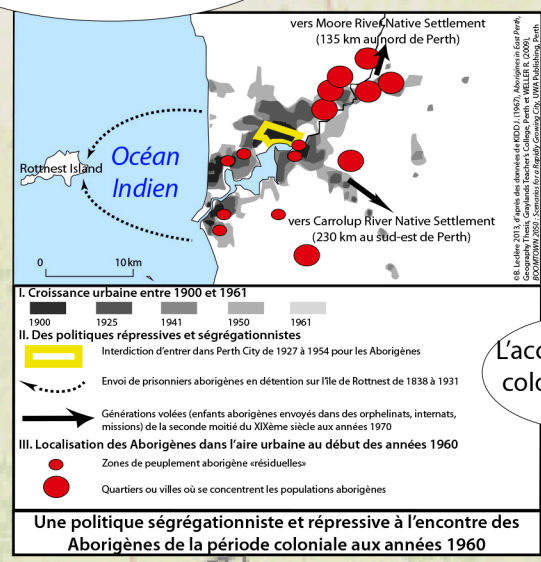 vers Moore River Native Settlement
(135 km au nord de Perth)
Rottnest Island
Océan
Indien
vers Carrolup River Native Settlement
(230 km au sud-est de Perth)
0 10 km
©B. Leclère 2013, d'après des données de KIDD J. (1967), Aborigines in East Perth,
Geography Thesis, Graylands Teacher's College, Perth et WELLER R. (2009),
BOOMTOWN 2050 : Scenarios for a Rapidly Growing City, UWA Publishing, Perth
I. Croissance urbaine entre 1900 et 1961
1900 1925 1941 1950 1961
II. Des politiques répressives et ségrégationnistes
Interdiction d'entrer dans Perth City de 1927 à 1954 pour les Aborigènes
Envoi de prisonniers aborigènes en détention sur l'île de Rottnest de 1838 à 1931
Générations volées (enfants aborigènes envoyés dans des orphelinats, internats,
missions) de la seconde moitié du XIXème siècle aux années 1970
III. Localisation des Aborigènes dans l'aire urbaine au début des années 1960
Zones de peuplement aborigène «résiduelles»
Quartiers ou villes où se concentrent les populations aborigènes
Une politique ségrégationniste et répressive à l'encontre des
Aborigènes de la période coloniale aux années 1960
L'acc
colo